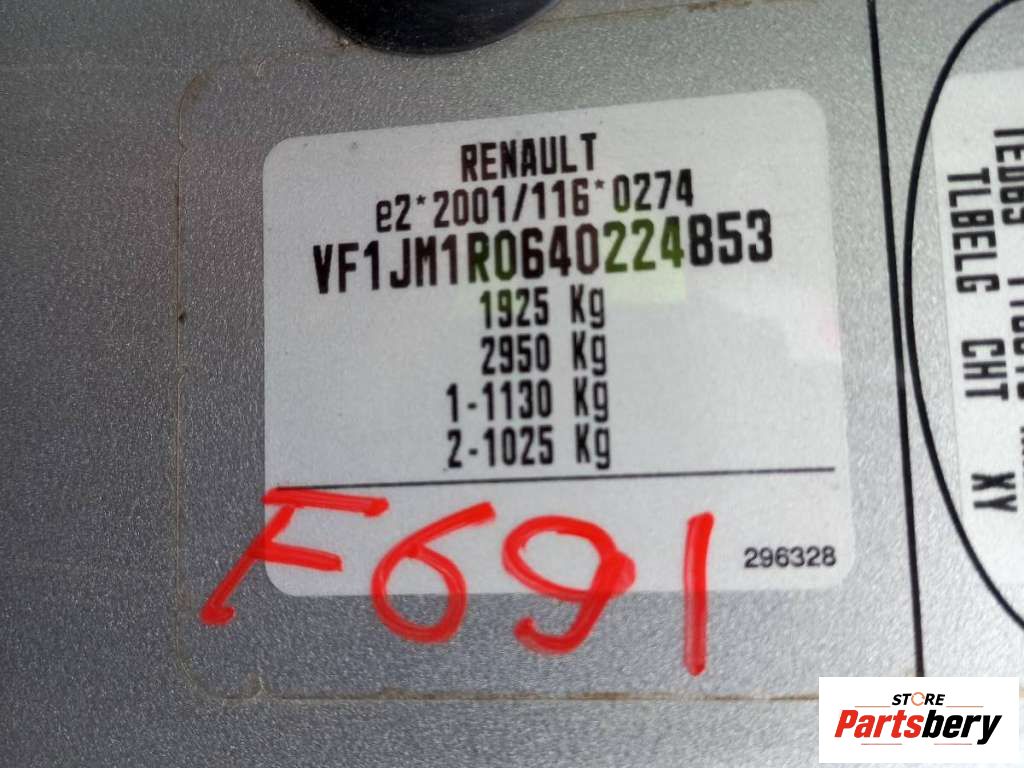 RENAULT
e2*2001/116*0274
VF1JM1R0640224853
1925 Kg
2950 Kg
1-1130 Kg
2-1025 Kg
296328
F691
TLBELG CHT XY
STORE
Partsbery